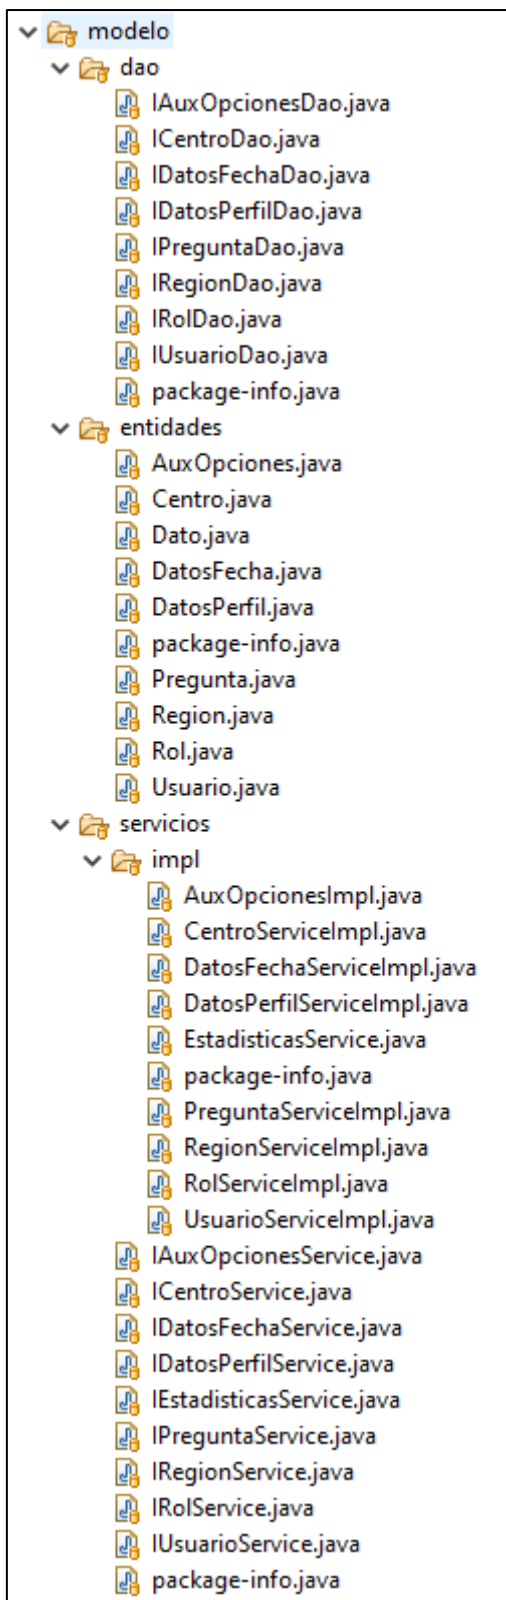 modelo
dao
IAuxOpcionesDao.java
ICentroDao.java
IDatosFechaDao.java
IDatosPerfilDao.java
IPreguntaDao.java
IRegionDao.java
IRolDao.java
IUsuarioDao.java
package-info.java
entidades
AuxOpciones.java
Centro.java
Dato.java
DatosFecha.java
DatosPerfil.java
package-info.java
Pregunta.java
Region.java
Rol.java
Usuario.java
servicios
impl
AuxOpcionesImpl.java
CentroServiceImpl.java
DatosFechaServiceImpl.java
DatosPerfilServiceImpl.java
EstadisticasService.java
package-info.java
PreguntaServiceImpl.java
RegionServiceImpl.java
RolServiceImpl.java
UsuarioServiceImpl.java
IAuxOpcionesService.java
ICentroService.java
IDatosFechaService.java
IDatosPerfilService.java
IEstadisticasService.java
IPreguntaService.java
IRegionService.java
IRolService.java
IUsuarioService.java
package-info.java